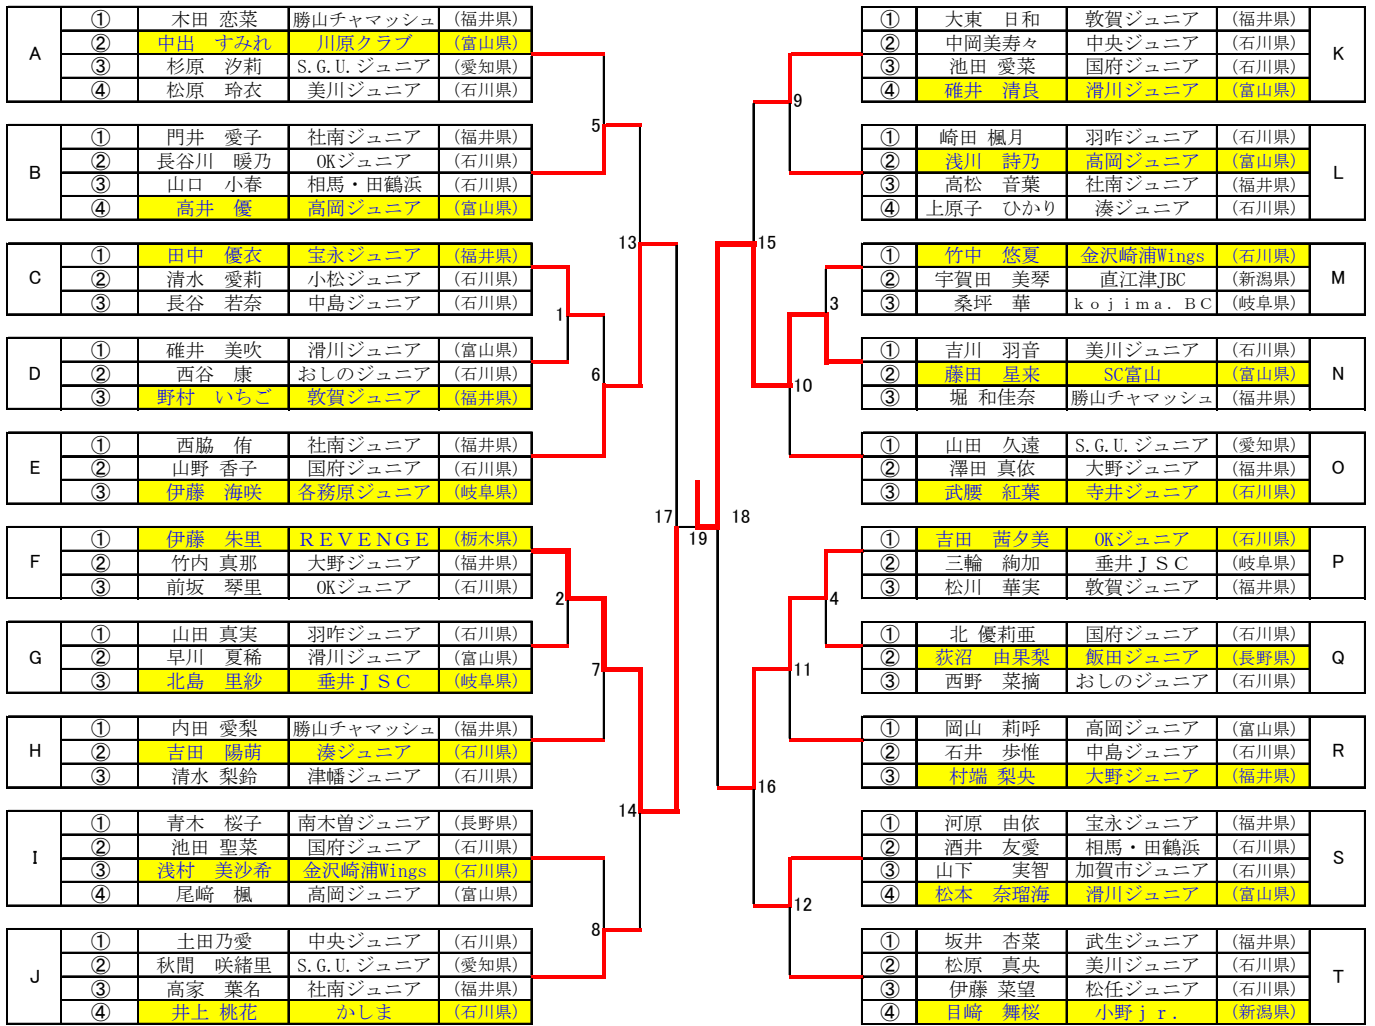 A
① 木田 恋菜 勝山チャマッシュ (福井県)
② 中出 すみれ 川原クラブ (富山県)
③ 杉原 汐莉 S.G.U.ジュニア (愛知県)
④ 松原 玲衣 美川ジュニア (石川県)
B
① 門井 愛子 社南ジュニア (福井県)
② 長谷川 暖乃 OKジュニア (石川県)
③ 山口 小春 相馬・田鶴浜 (石川県)
④ 高井 優 高岡ジュニア (富山県)
C
① 田中 優衣 宝永ジュニア (福井県)
② 清水 愛莉 小松ジュニア (石川県)
③ 長谷 若奈 中島ジュニア (石川県)
D
① 碓井 美吹 滑川ジュニア (富山県)
② 西谷 康 おしのジュニア (石川県)
③ 野村 いちご 敦賀ジュニア (福井県)
E
① 西脇 侑 社南ジュニア (福井県)
② 山野 香子 国府ジュニア (石川県)
③ 伊藤 海咲 各務原ジュニア (岐阜県)
F
① 伊藤 朱里 REVENGE (栃木県)
② 竹内 真那 大野ジュニア (福井県)
③ 前坂 琴里 OKジュニア (石川県)
G
① 山田 真実 羽咋ジュニア (石川県)
② 早川 夏稀 滑川ジュニア (富山県)
③ 北島 里紗 垂井JSC (岐阜県)
H
① 内田 愛梨 勝山チャマッシュ (福井県)
② 吉田 陽萌 湊ジュニア (石川県)
③ 清水 梨鈴 津幡ジュニア (石川県)
I
① 青木 桜子 南木曽ジュニア (長野県)
② 池田 聖菜 国府ジュニア (石川県)
③ 浅村 美沙希 金沢崎浦Wings (石川県)
④ 尾﨑 楓 高岡ジュニア (富山県)
J
① 土田乃愛 中央ジュニア (石川県)
② 秋間 咲緒里 S.G.U.ジュニア (愛知県)
③ 高家 葉名 社南ジュニア (福井県)
④ 井上 桃花 かしま (石川県)
5
13
1
6
17
2
7
14
8
19
18
9
15
3
10
4
11
16
12
K
① 大東 日和 敦賀ジュニア (福井県)
② 中岡美寿々 中央ジュニア (石川県)
③ 池田 愛菜 国府ジュニア (石川県)
④ 碓井 清良 滑川ジュニア (富山県)
L
① 崎田 楓月 羽咋ジュニア (石川県)
② 浅川 詩乃 高岡ジュニア (富山県)
③ 高松 音葉 社南ジュニア (福井県)
④ 上原子 ひかり 湊ジュニア (石川県)
M
① 竹中 悠夏 金沢崎浦Wings (石川県)
② 宇賀田 美琴 直江津JBC (新潟県)
③ 桑坪 華 kojima.BC (岐阜県)
N
① 吉川 羽音 美川ジュニア (石川県)
② 藤田 星来 SC富山 (富山県)
③ 堀 和佳奈 勝山チャマッシュ (福井県)
O
① 山田 久遠 S.G.U.ジュニア (愛知県)
② 澤田 真依 大野ジュニア (福井県)
③ 武腰 紅葉 寺井ジュニア (石川県)
P
① 吉田 茜夕美 OKジュニア (石川県)
② 三輪 絢加 垂井JSC (岐阜県)
③ 松川 華実 敦賀ジュニア (福井県)
Q
① 北 優莉亜 国府ジュニア (石川県)
② 荻沼 由果梨 飯田ジュニア (長野県)
③ 西野 菜摘 おしのジュニア (石川県)
R
① 岡山 莉呼 高岡ジュニア (富山県)
② 石井 歩惟 中島ジュニア (石川県)
③ 村端 梨央 大野ジュニア (福井県)
S
① 河原 由依 宝永ジュニア (福井県)
② 酒井 友愛 相馬・田鶴浜 (石川県)
③ 山下 実智 加賀市ジュニア (石川県)
④ 松本 奈瑠海 滑川ジュニア (富山県)
T
① 坂井 杏菜 武生ジュニア (福井県)
② 松原 真央 美川ジュニア (石川県)
③ 伊藤 菜望 松任ジュニア (石川県)
④ 目﨑 舞桜 小野jr. (新潟県)